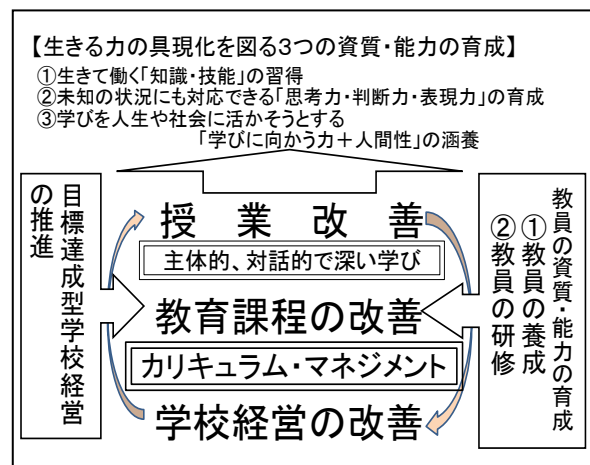 【生きる力の具現化を図る3つの資質・能力の育成】
①生きて働く「知識・技能」の習得
②未知の状況にも対応できる「思考力・判断力・表現力」の育成
③学びを人生や社会に活かそうとする
「学びに向かう力＋人間性」の涵養
目標達成型学校経営
の推進
授業改善
主体的、対話的で深い学び
教育課程の改善
カリキュラム・マネジメント
学校経営の改善
教員の資質・能力の育成
①教員の養成
②教員の研修